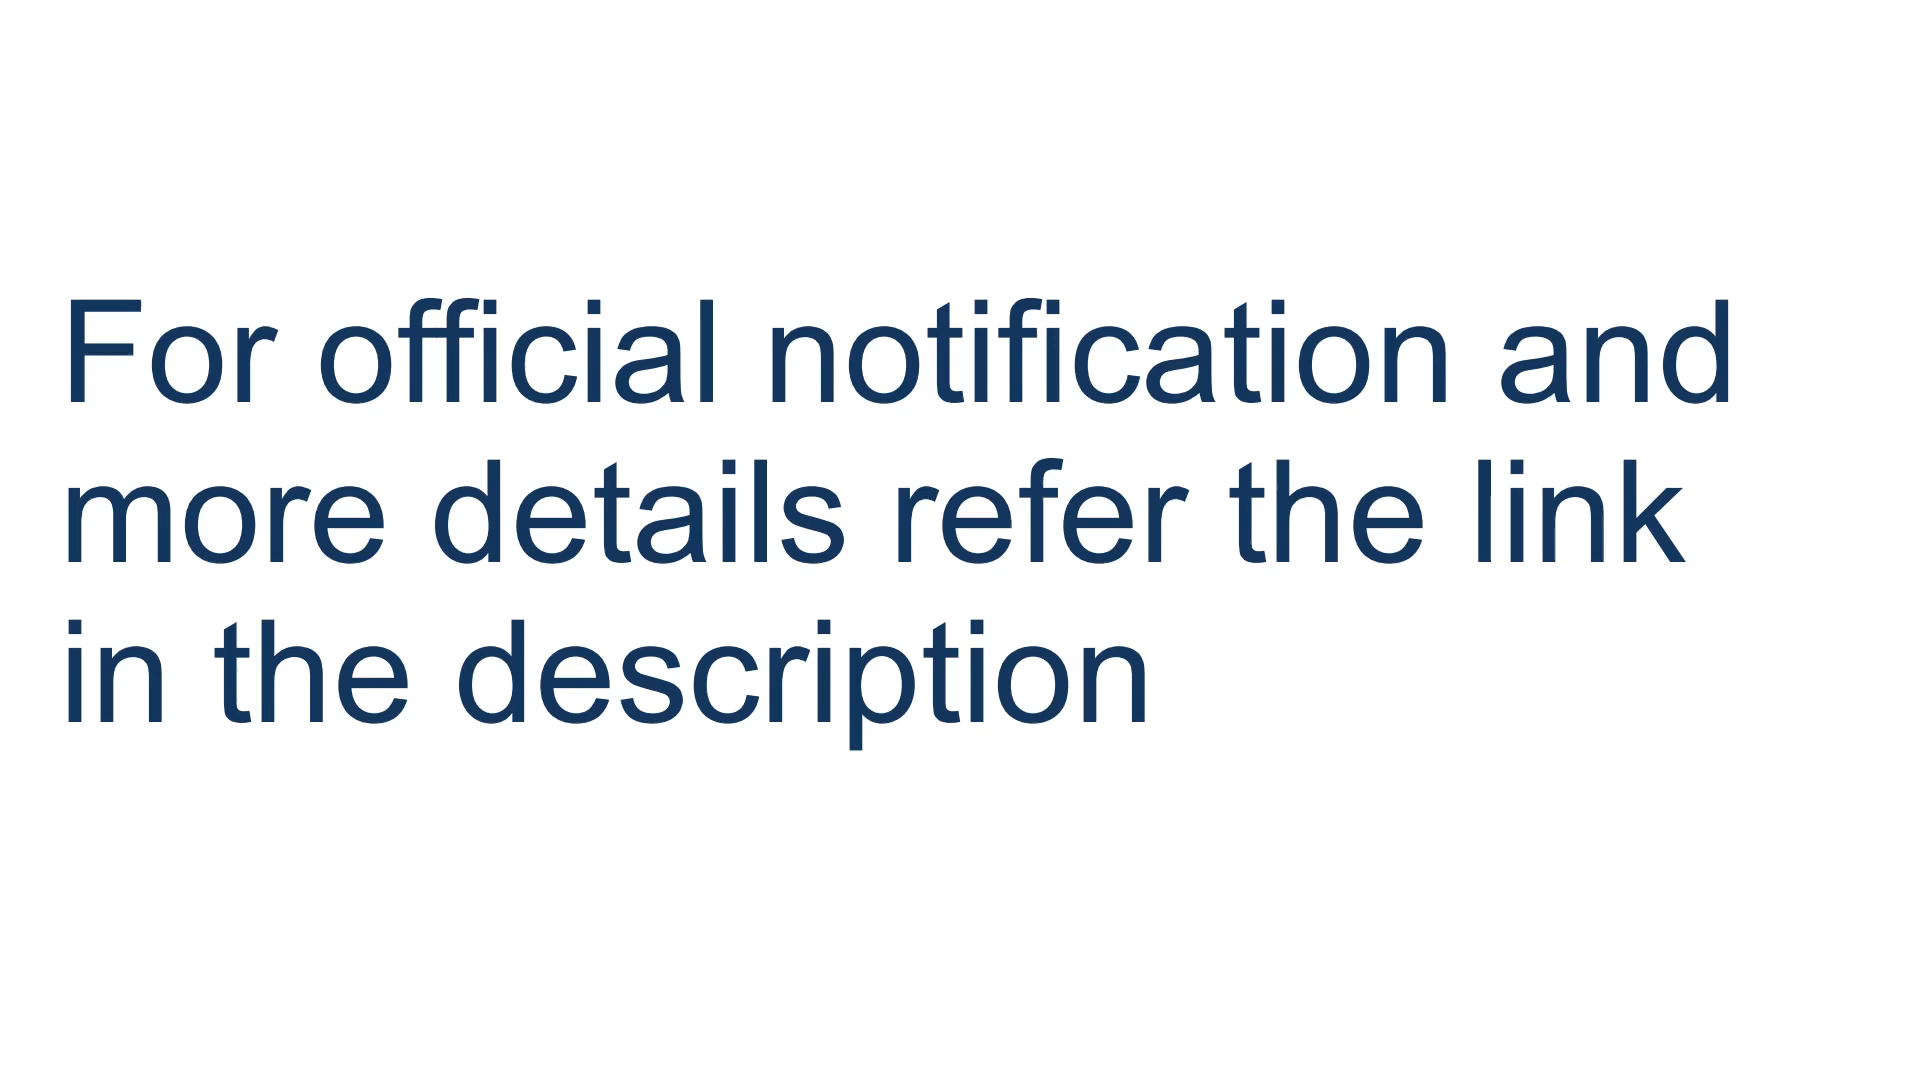 For official notification and
more details refer the link
in the description